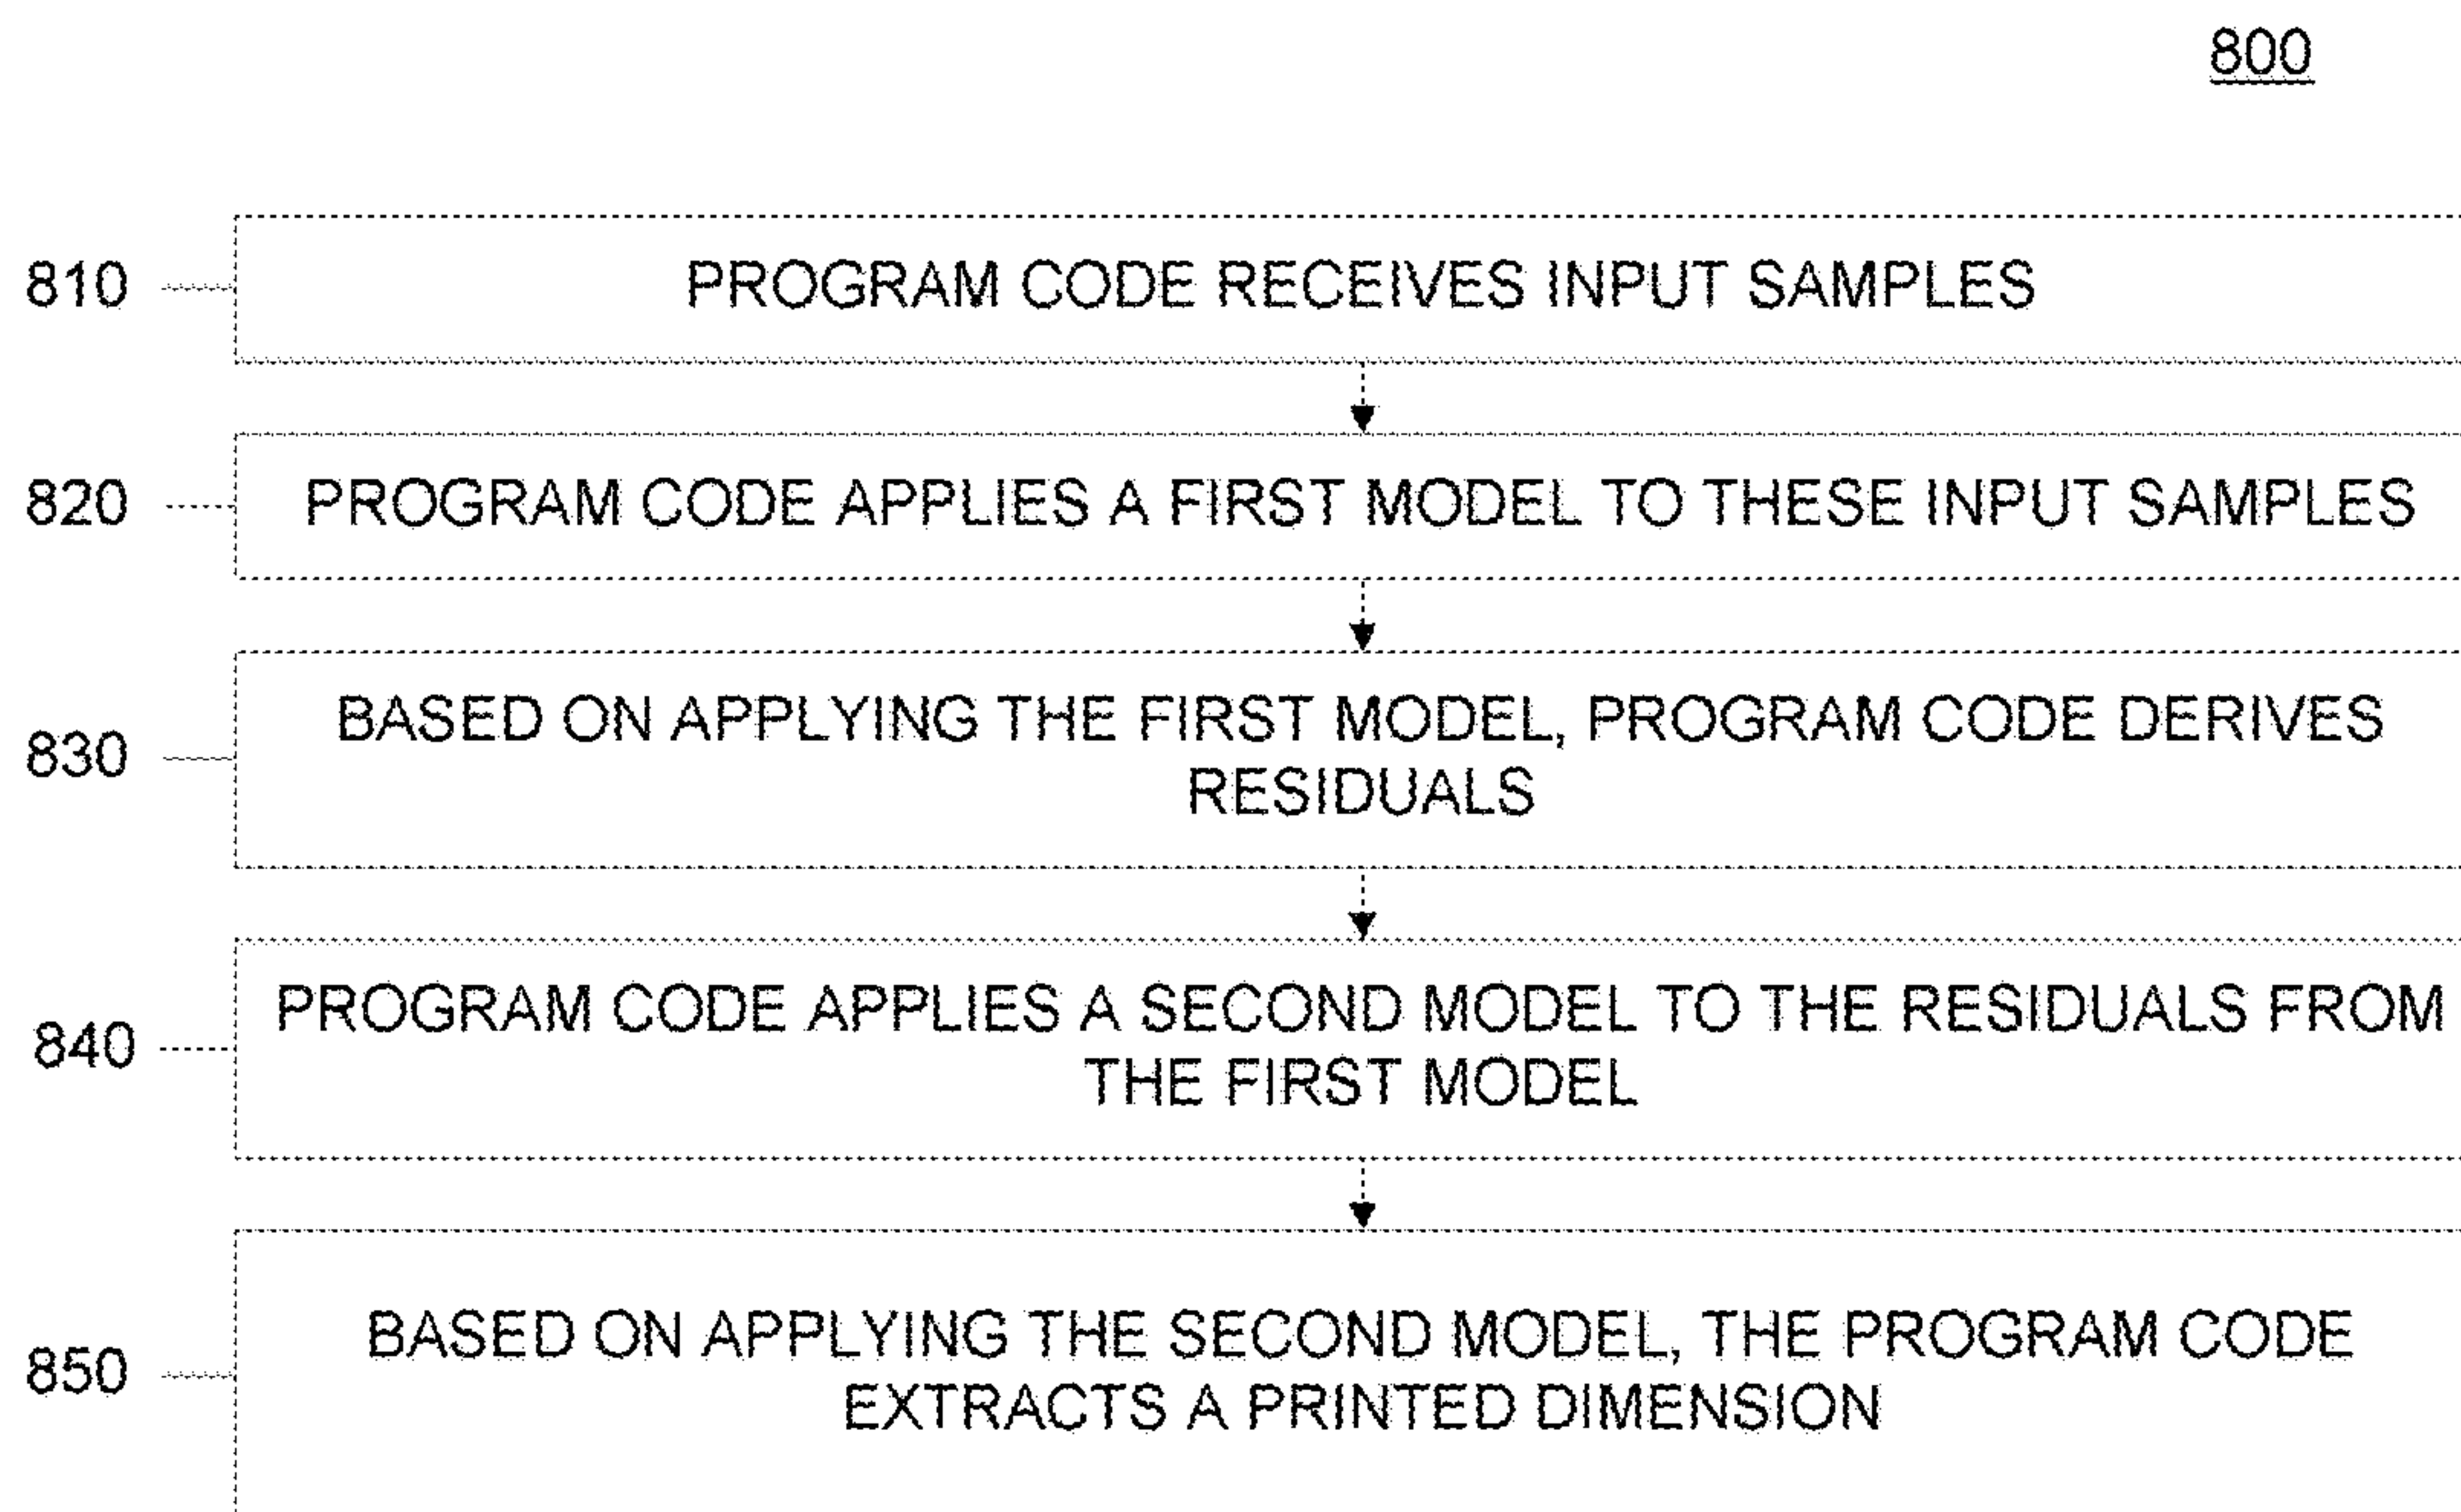 800
810
PROGRAM CODE RECEIVES INPUT SAMPLES
820
PROGRAM CODE APPLIES A FIRST MODEL TO THESE INPUT SAMPLES
830
BASED ON APPLYING THE FIRST MODEL, PROGRAM CODE DERIVES
RESIDUALS
840
PROGRAM CODE APPLIES A SECOND MODEL TO THE RESIDUALS FROM
THE FIRST MODEL
850
BASED ON APPLYING THE SECOND MODEL, THE PROGRAM CODE
EXTRACTS A PRINTED DIMENSION